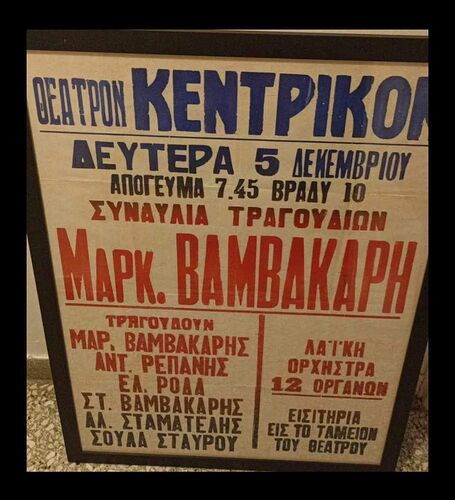 ΘΕΑΤΡΟΝ ΚΕΝΤΡΙΚΟΝ
ΔΕΥΤΕΡΑ 5 ΔΕΚΕΜΒΡΙΟΥ
ΑΠΟΓΕΥΜΑ 7.45 ΒΡΑΔΥ 10
ΣΥΝΑΥΛΙΑ ΤΡΑΓΟΥΔΙΩΝ
ΜΑΡΚ. ΒΑΜΒΑΚΑΡΗ
ΤΡΑΓΟΥΔΟΥΝ
ΜΑΡ. ΒΑΜΒΑΚΑΡΗΣ
ΑΝΤ. ΡΕΠΑΝΗΣ
ΕΛ. ΡΟΔΑ
ΣΤ. ΒΑΜΒΑΚΑΡΗΣ
ΑΛ. ΣΤΑΜΑΤΕΛΗΣ
ΣΟΥΛΑ ΣΤΑΥΡΟΥ
ΛΑΪΚΗ
ΟΡΧΗΣΤΡΑ
12 ΟΡΓΑΝΩΝ
ΕΙΣΙΤΗΡΙΑ
ΕΙΣ ΤΟ ΤΑΜΕΙΟΝ
ΤΟΥ ΘΕΑΤΡΟΥ